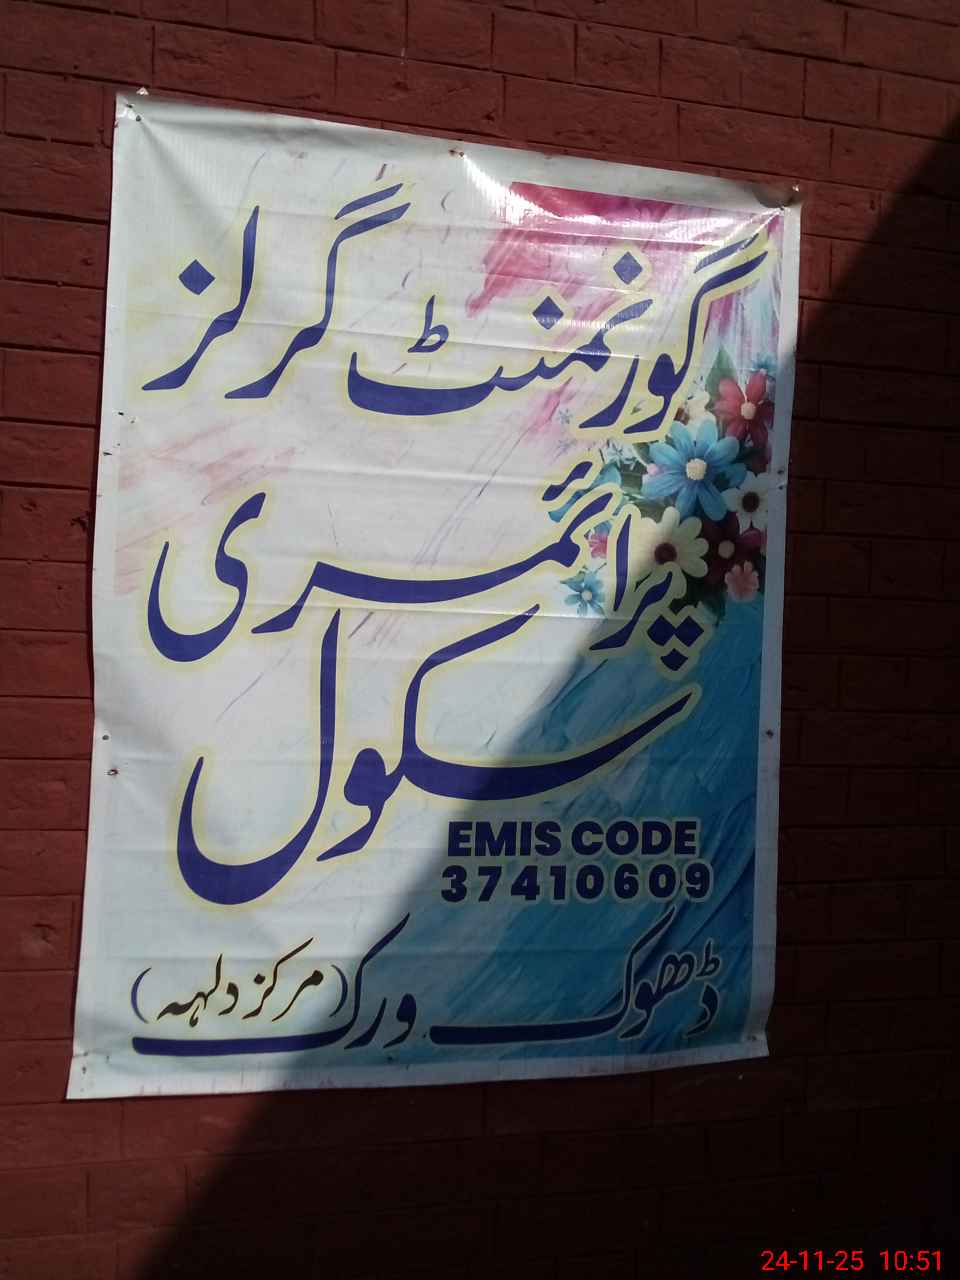 گورنمنٹ گرلز
پرائمری
سکول
EMIS CODE
37410609
ڈھوک ورک (مرکز دلہہ)
24-11-25 10:51